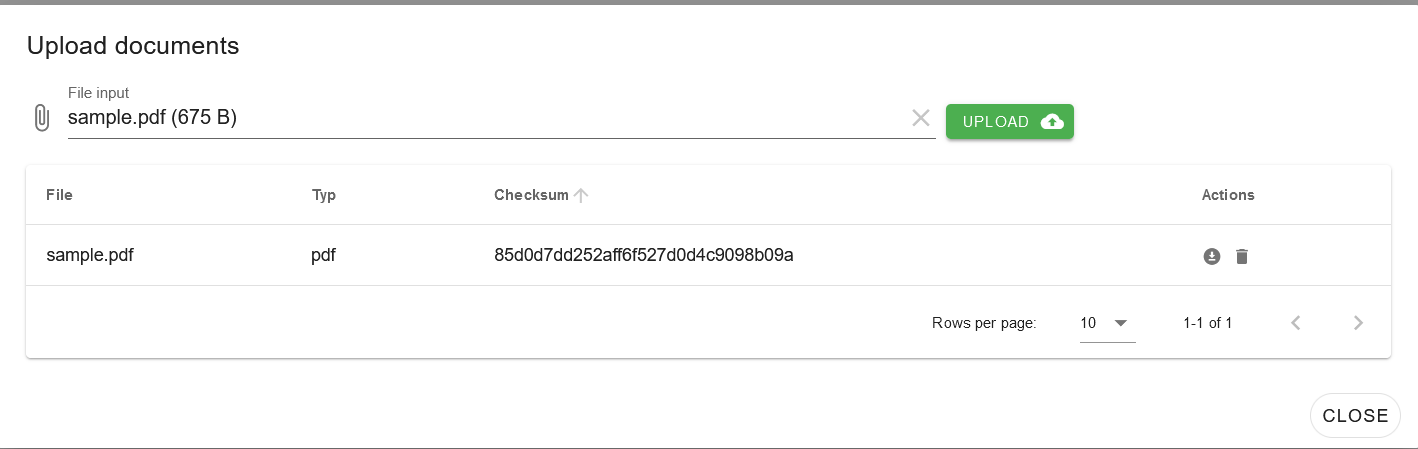 Upload documents
File input
sample.pdf (675 B)
UPLOAD
File Typ Checksum Actions
sample.pdf pdf 85d0d7dd252aff6f527d0d4c9098b09a
Rows per page: 10 1-1 of 1
CLOSE